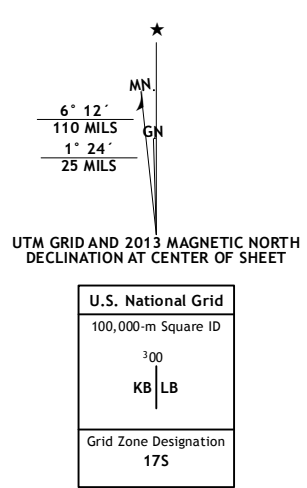 ★
MN.
6° 12´
110 MILS
GN
1° 24´
25 MILS
UTM GRID AND 2013 MAGNETIC NORTH
DECLINATION AT CENTER OF SHEET
U.S. National Grid
100,000-m Square ID
³00
KB LB
Grid Zone Designation
17S